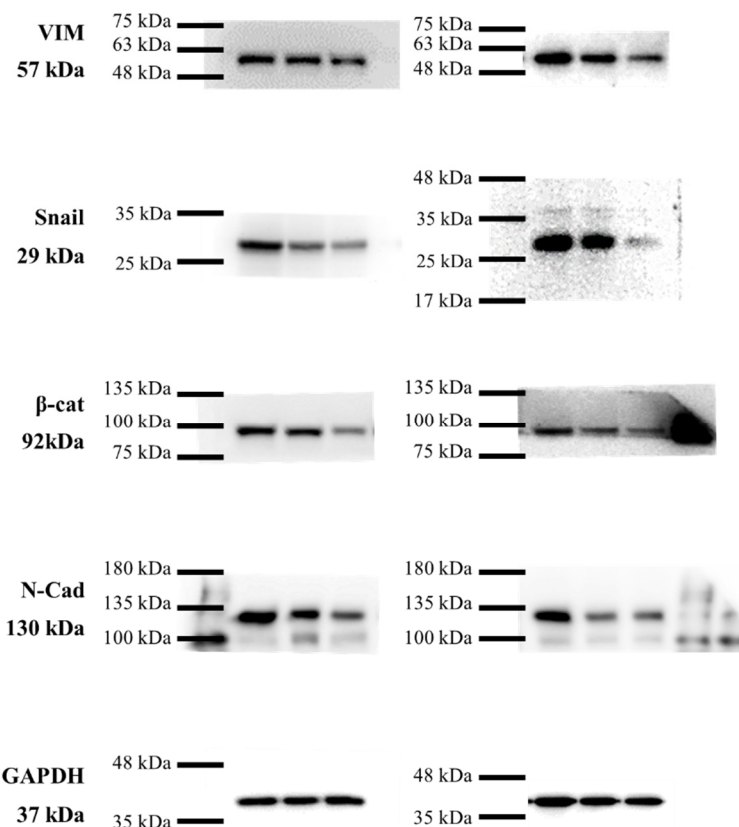 VIM
57 kDa
75 kDa
63 kDa
48 kDa
75 kDa
63 kDa
48 kDa
Snail
29 kDa
35 kDa
25 kDa
48 kDa
35 kDa
25 kDa
17 kDa
β-cat
92kDa
135 kDa
100 kDa
75 kDa
135 kDa
100 kDa
75 kDa
N-Cad
130 kDa
180 kDa
135 kDa
100 kDa
180 kDa
135 kDa
100 kDa
GAPDH
37 kDa
48 kDa
35 kDa
48 kDa
35 kDa